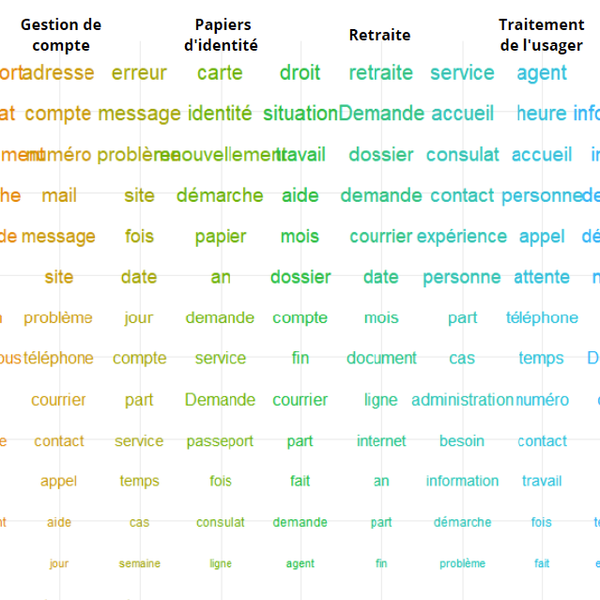 Gestion de compte Papiers d'identité Retraite Traitement de l'usager
ort adresse erreur carte droit retraite service agent
at compte message identité situation Demande accueil heure info
ment numéro problème renouvellement travail dossier consulat accueil in
he mail site démarche aide demande contact personne de
de message fois papier mois courrier expérience appel dé
site date an dossier date personne attente n
problème jour demande compte mois part téléphone
ous téléphone compte service fin document cas temps D
courrier part Demande courrier ligne administration numéro
e contact service passeport part internet besoin contact
appel temps fois fait an information travail
nt aide cas consulat demande part démarche fois te
jour semaine ligne agent fin problème fait e